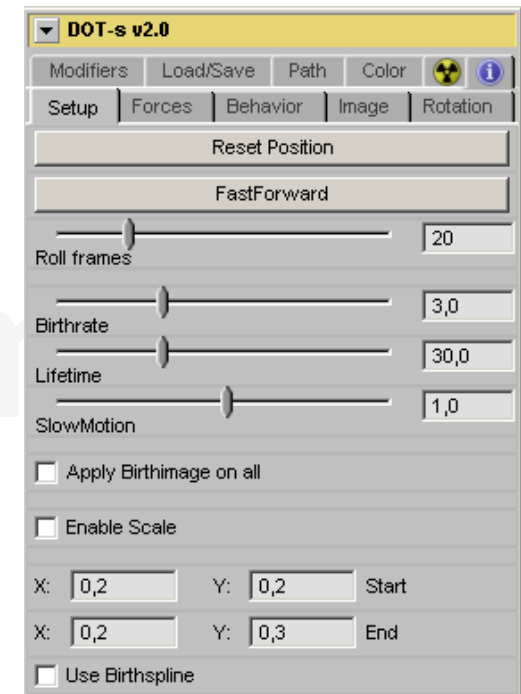 DOT-s v2.0
Modifiers Load/Save Path Color
Setup Forces Behavior Image Rotation
Reset Position
FastForward
20
Roll frames
3,0
Birthrate
30,0
Lifetime
1,0
SlowMotion
Apply Birthimage on all
Enable Scale
X: 0,2 Y: 0,2 Start
X: 0,2 Y: 0,3 End
Use Birthspline